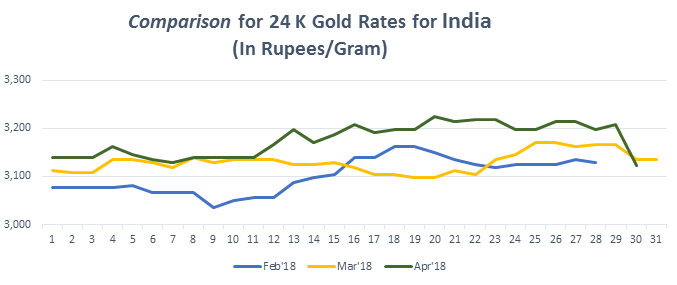 Comparison for 24 K Gold Rates for India
(In Rupees/Gram)
3,300
3,200
3,100
3,000
1 2 3 4 5 6 7 8 9 10 11 12 13 14 15 16 17 18 19 20 21 22 23 24 25 26 27 28 29 30 31
Feb'18 Mar'18 Apr'18